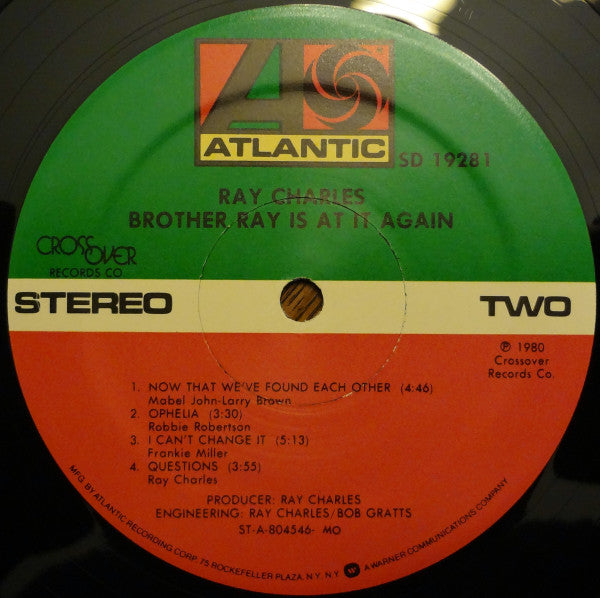 ATLANTIC
SD 19281
RAY CHARLES
BROTHER RAY IS AT IT AGAIN
CROSS OVER
RECORDS CO.
STEREO
TWO
℗ 1980
Crossover
Records Co.
1. NOW THAT WE'VE FOUND EACH OTHER (4:46)
Mabel John-Larry Brown
2. OPHELIA (3:30)
Robbie Robertson
3. I CAN'T CHANGE IT (5:13)
Frankie Miller
4. QUESTIONS (3:55)
Ray Charles
PRODUCER: RAY CHARLES
ENGINEERING: RAY CHARLES/BOB GRATTS
ST-A-804546- MO
MFG. BY ATLANTIC RECORDING CORP. 75 ROCKEFELLER PLAZA, N.Y. N.Y. A WARNER COMMUNICATIONS COMPANY